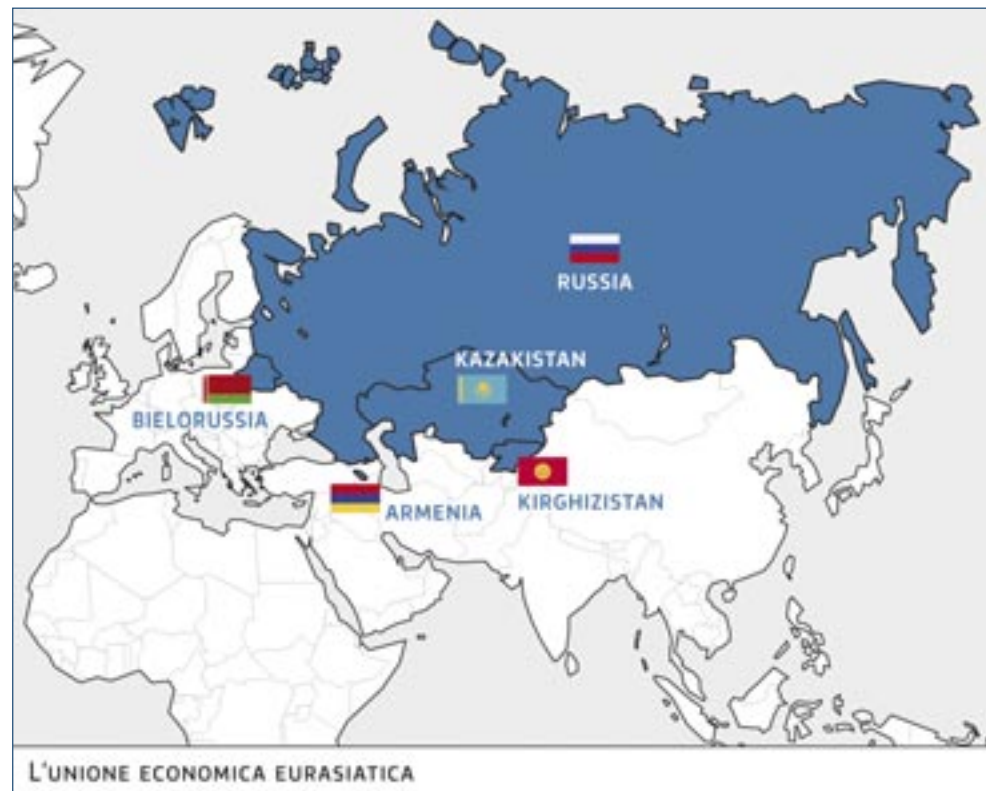 RUSSIA
KAZAKISTAN
BIELORUSSIA
KIRGHIZISTAN
ARMENIA
L'UNIONE ECONOMICA EURASIATICA